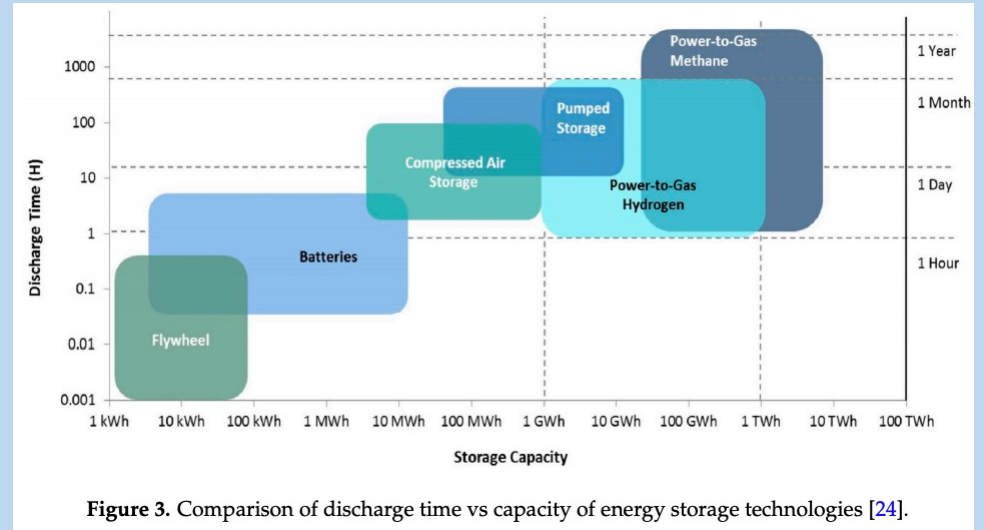 Power-to-Gas
Methane
1 Year
1000
1 Month
100
Pumped
Storage
Compressed Air
Storage
10
Power-to-Gas
Hydrogen
1 Day
Discharge Time (H)
1
Batteries
1 Hour
0.1
Flywheel
0.01
0.001
1 kWh 10 kWh 100 kWh 1 MWh 10 MWh 100 MWh 1 GWh 10 GWh 100 GWh 1 TWh 10 TWh 100 TWh
Storage Capacity
Figure 3. Comparison of discharge time vs capacity of energy storage technologies [24].